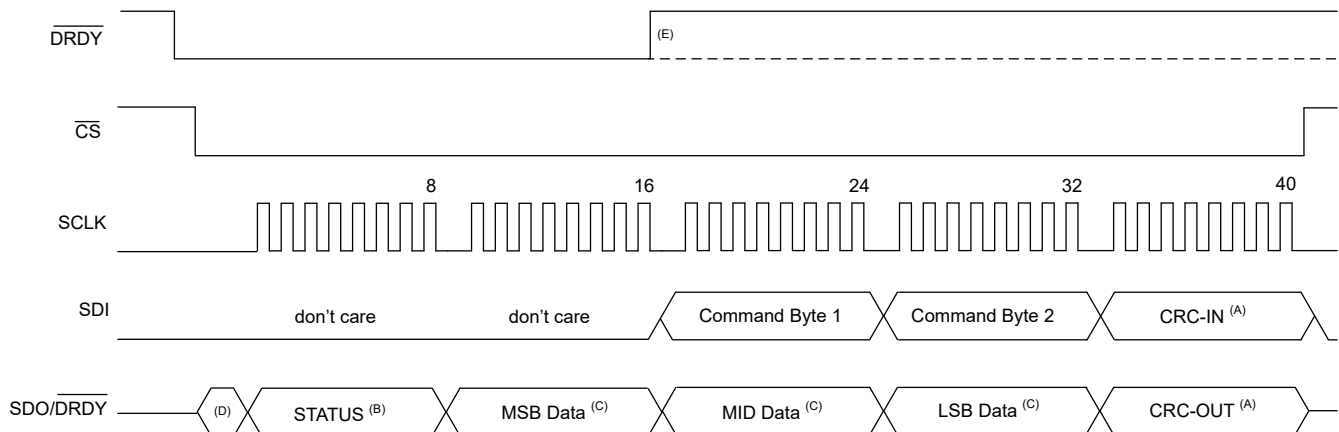 DRDY
(E)
CS
8 16 24 32 40
SCLK
SDI don't care don't care Command Byte 1 Command Byte 2 CRC-IN (A)
SDO/DRDY (D) STATUS (B) MSB Data (C) MID Data (C) LSB Data (C) CRC-OUT (A)